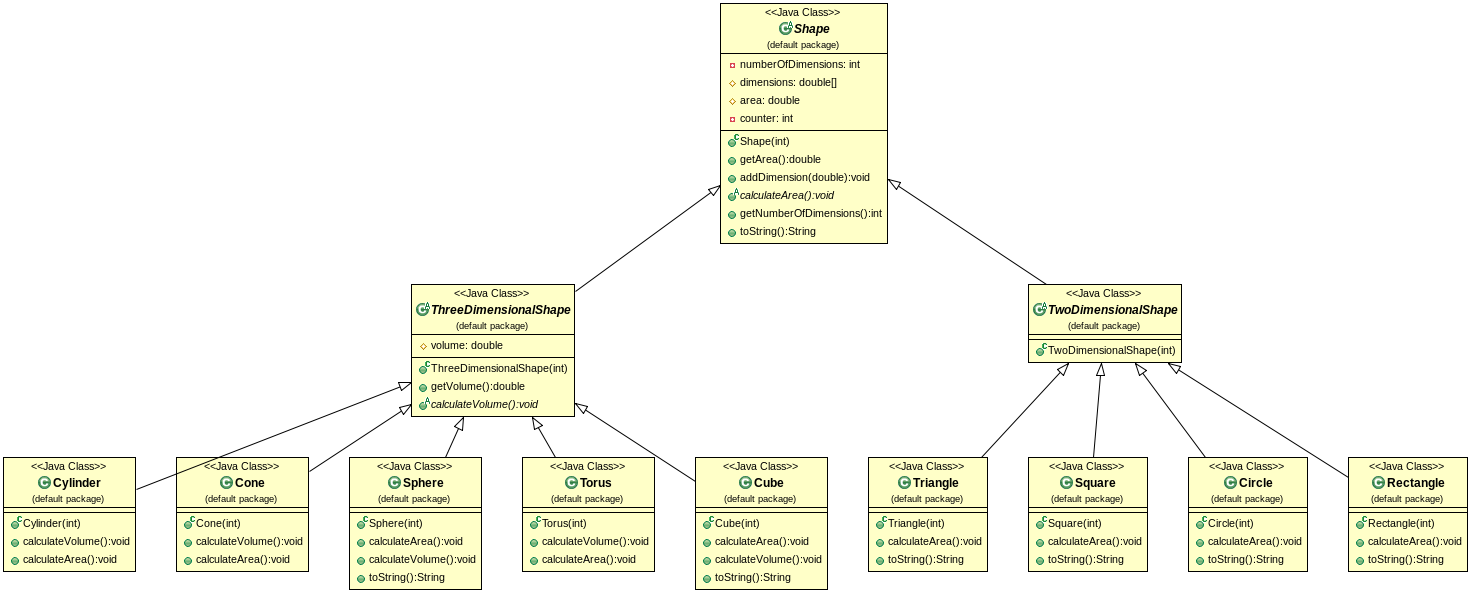 <<Java Class>>
Shape
(default package)
numberOfDimensions: int
dimensions: double[]
area: double
counter: int
Shape(int)
getArea():double
addDimension(double):void
calculateArea():void
getNumberOfDimensions():int
toString():String
<<Java Class>>
ThreeDimensionalShape
(default package)
volume: double
ThreeDimensionalShape(int)
getVolume():double
calculateVolume():void
<<Java Class>>
TwoDimensionalShape
(default package)
TwoDimensionalShape(int)
<<Java Class>>
Cylinder
(default package)
Cylinder(int)
calculateVolume():void
calculateArea():void
<<Java Class>>
Cone
(default package)
Cone(int)
calculateVolume():void
calculateArea():void
<<Java Class>>
Sphere
(default package)
Sphere(int)
calculateArea():void
calculateVolume():void
toString():String
<<Java Class>>
Torus
(default package)
Torus(int)
calculateVolume():void
calculateArea():void
<<Java Class>>
Cube
(default package)
Cube(int)
calculateArea():void
calculateVolume():void
toString():String
<<Java Class>>
Triangle
(default package)
Triangle(int)
calculateArea():void
toString():String
<<Java Class>>
Square
(default package)
Square(int)
calculateArea():void
toString():String
<<Java Class>>
Circle
(default package)
Circle(int)
calculateArea():void
toString():String
<<Java Class>>
Rectangle
(default package)
Rectangle(int)
calculateArea():void
toString():String